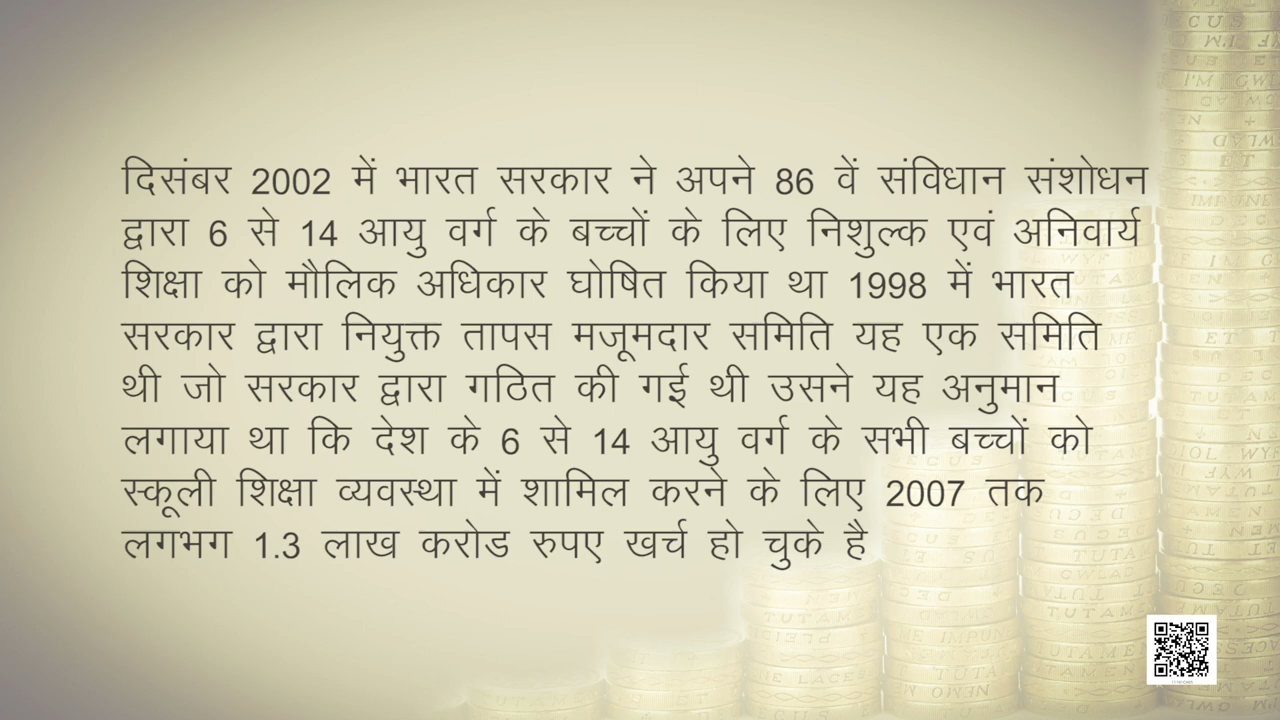 दिसंबर 2002 में भारत सरकार ने अपने 86 वें संविधान संशोधन
द्वारा 6 से 14 आयु वर्ग के बच्चों के लिए निशुल्क एवं अनिवार्य
शिक्षा को मौलिक अधिकार घोषित किया था 1998 में भारत
सरकार द्वारा नियुक्त तापस मजूमदार समिति यह एक समिति
थी जो सरकार द्वारा गठित की गई थी उसने यह अनुमान
लगाया था कि देश के 6 से 14 आयु वर्ग के सभी बच्चों को
स्कूली शिक्षा व्यवस्था में शामिल करने के लिए 2007 तक
लगभग 1.3 लाख करोड रुपए खर्च हो चुके है